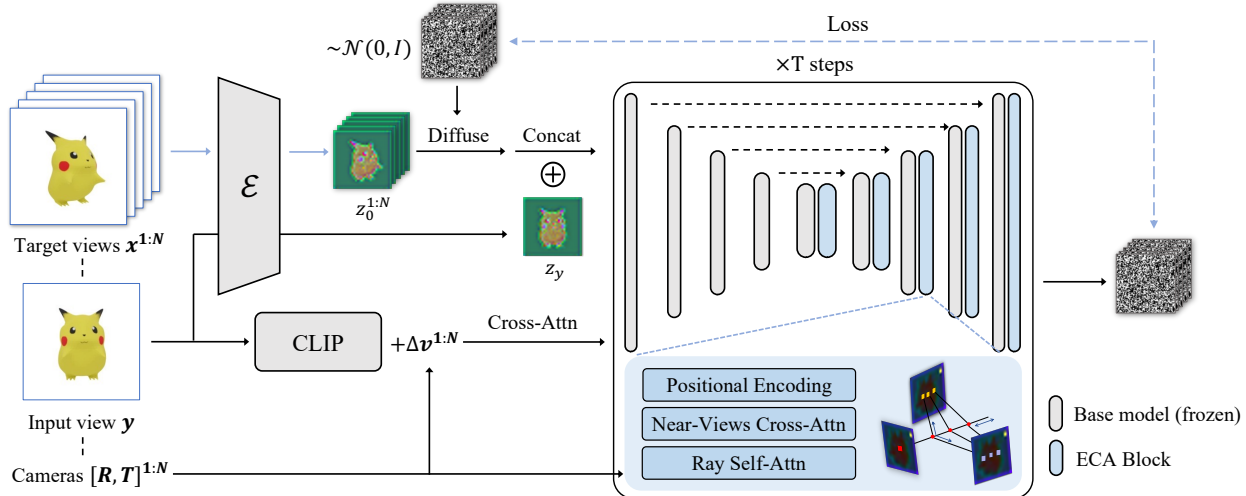 Loss
~𝒩(0, I)
×T steps
Diffuse
Concat
ℰ
z₀^{1:N}
Target views x^{1:N}
z_y
Cross-Attn
CLIP
+Δv^{1:N}
Positional Encoding
Near-Views Cross-Attn
Ray Self-Attn
Base model (frozen)
ECA Block
Input view y
Cameras [R, T]^{1:N}